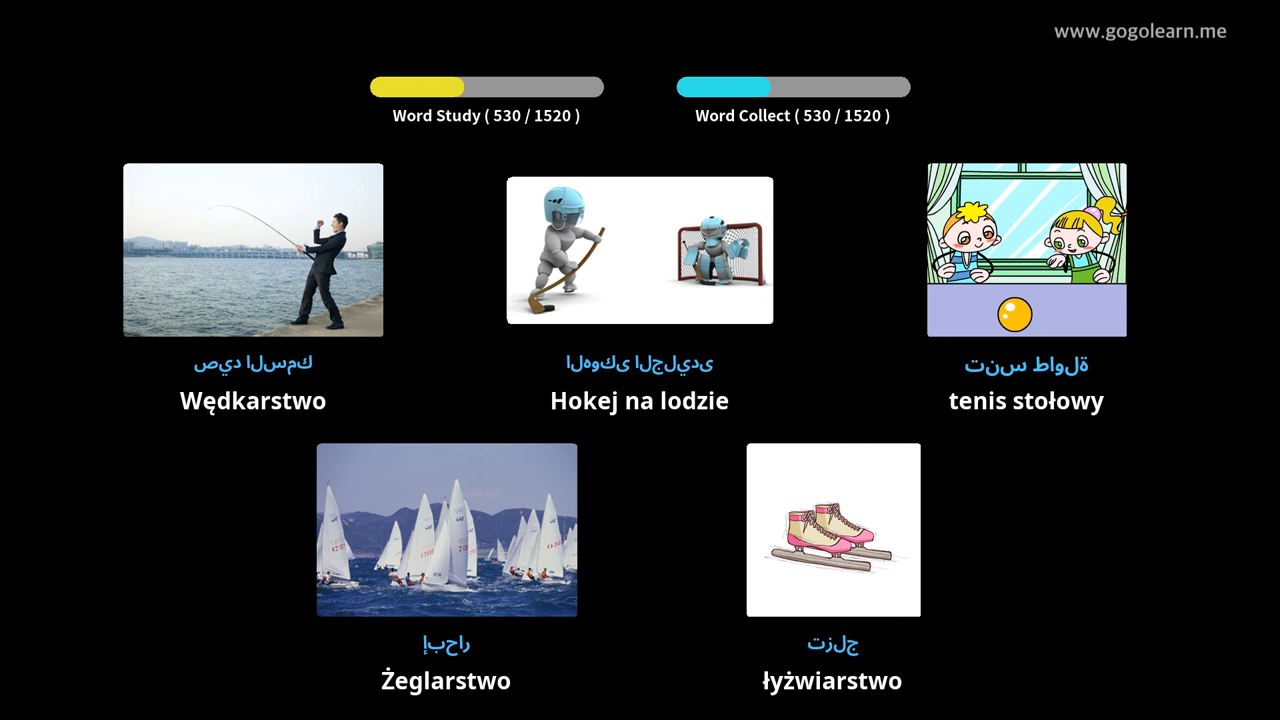 www.gogolearn.me
Word Study ( 530 / 1520 )
Word Collect ( 530 / 1520 )
صيد السمك
Wędkarstwo
الهوكى الجليدى
Hokej na lodzie
تنس طاولة
tenis stołowy
إبحار
Żeglarstwo
تزلج
łyżwiarstwo